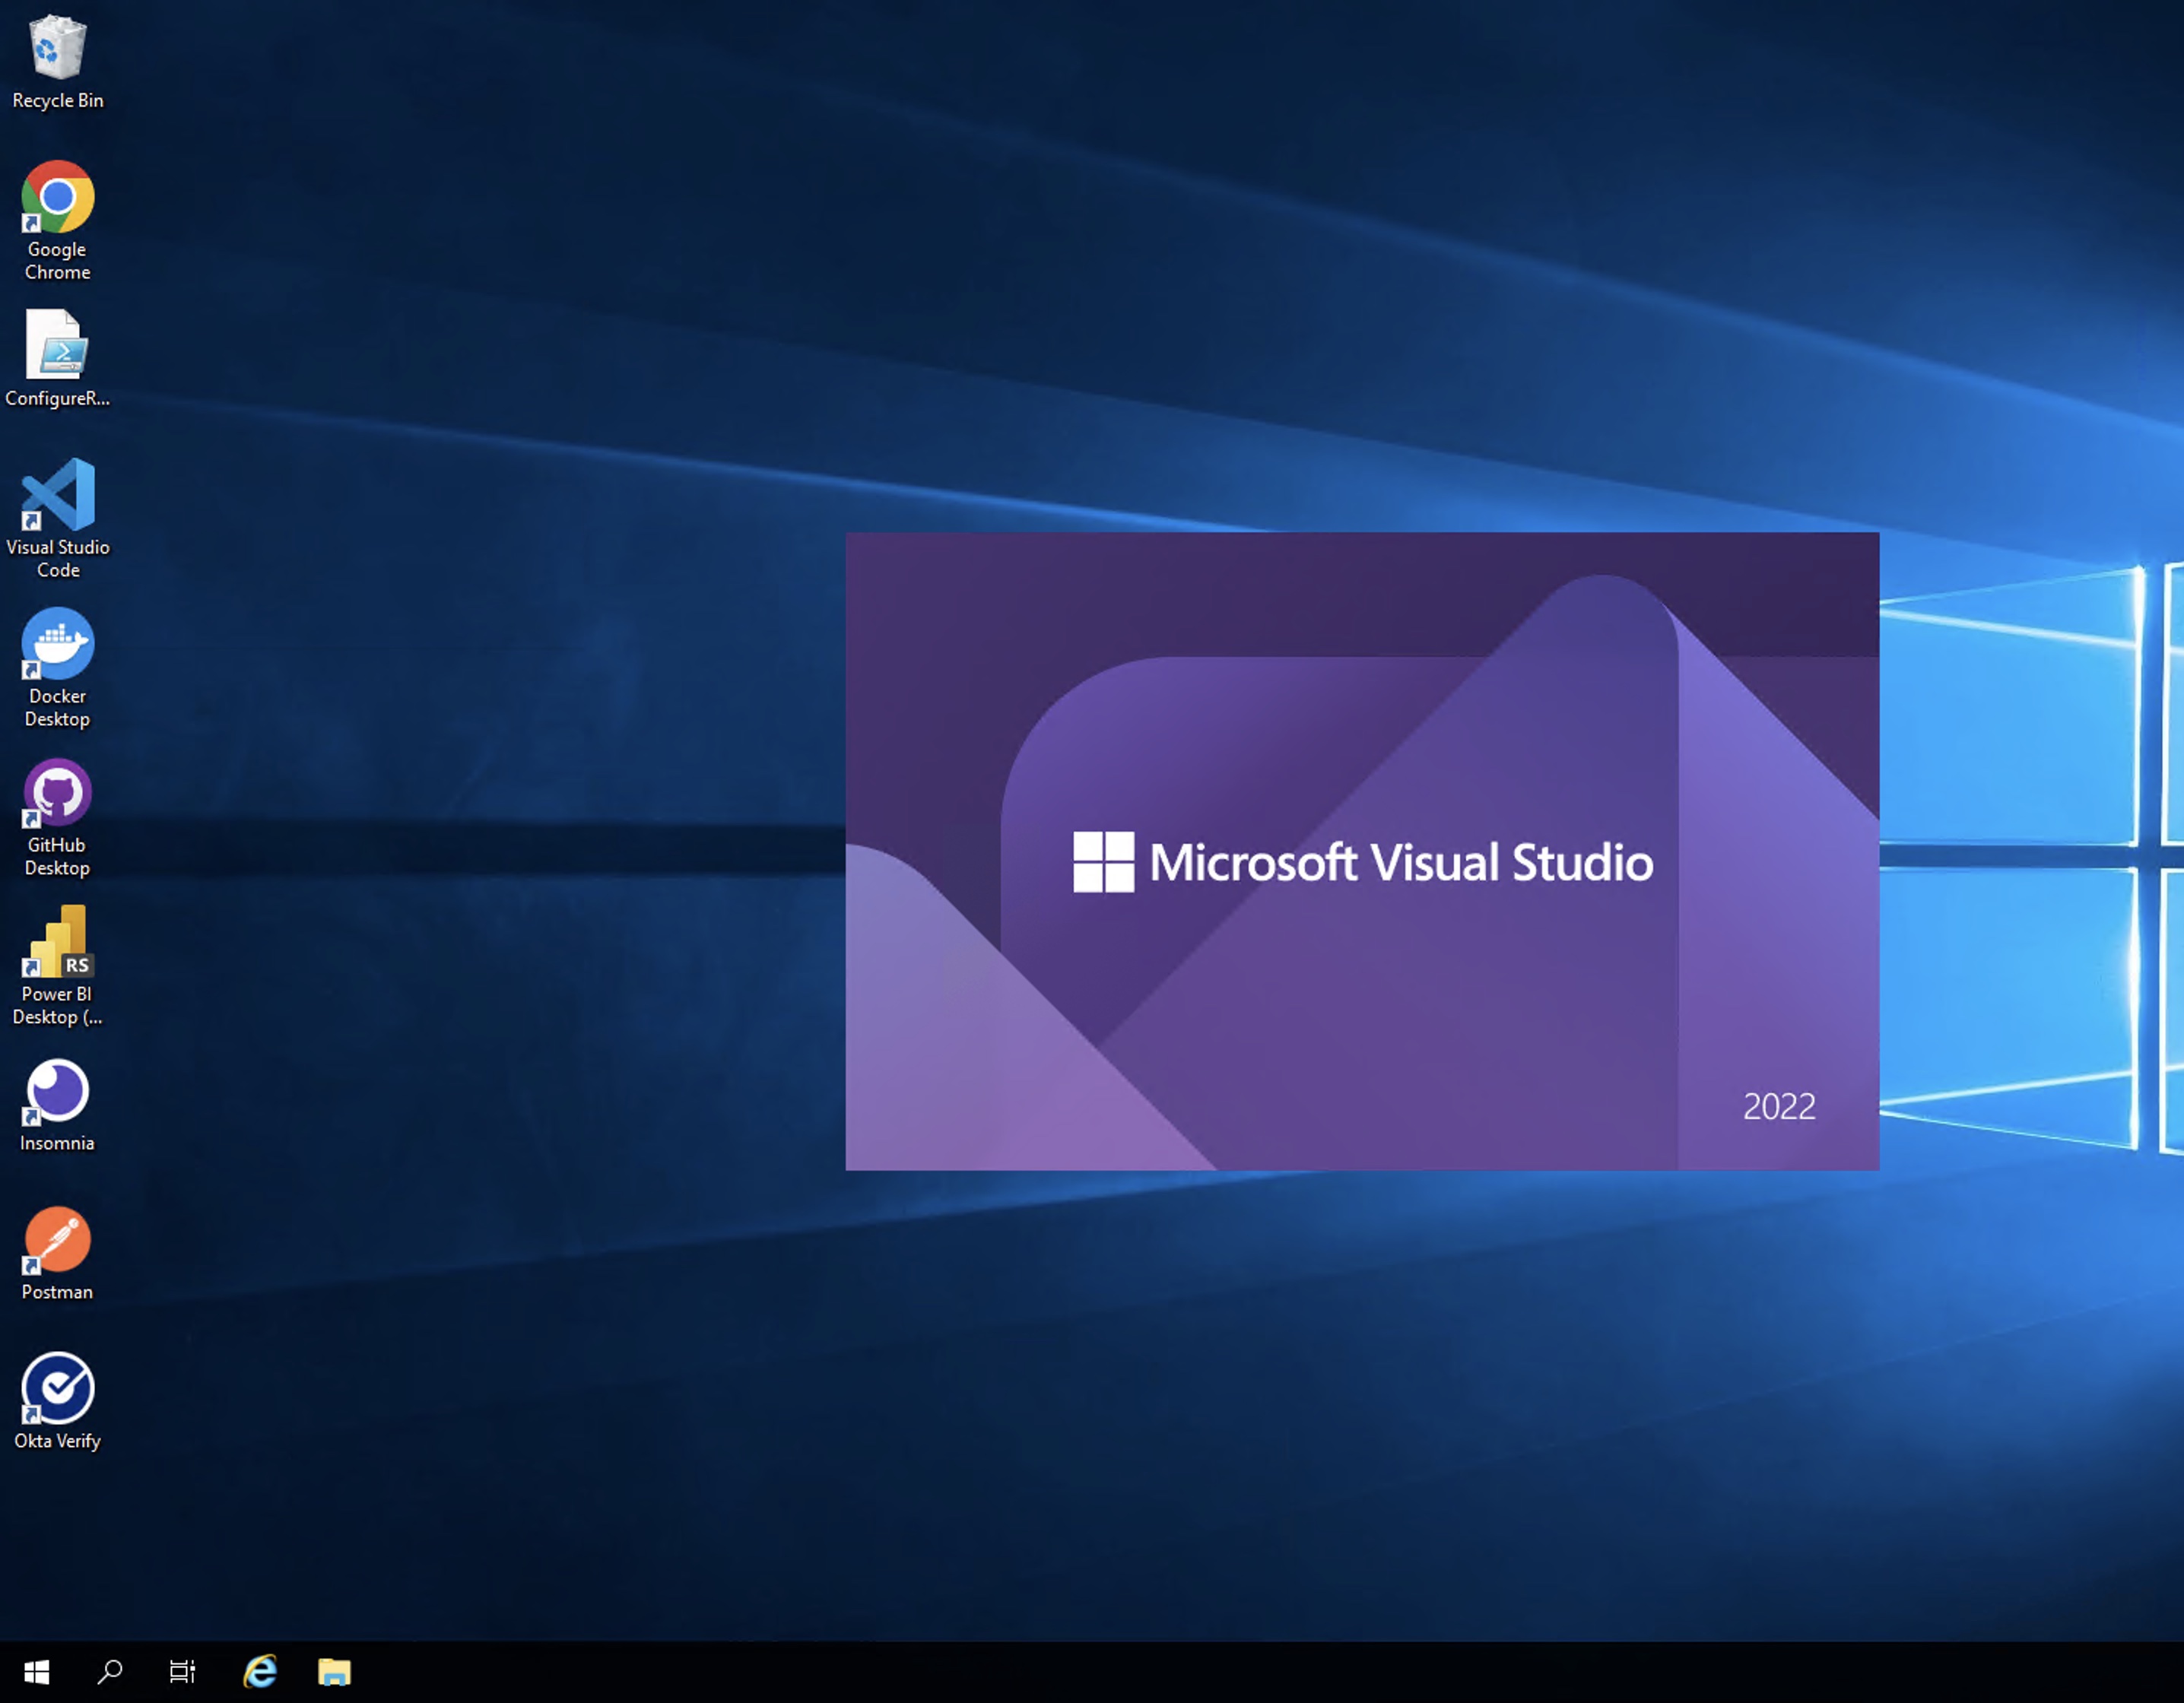 Recycle Bin
Google
Chrome
ConfigureR...
Visual Studio
Code
Docker
Desktop
GitHub
Desktop
RS
Power BI
Desktop (...
Insomnia
Postman
Okta Verify
Microsoft Visual Studio
2022